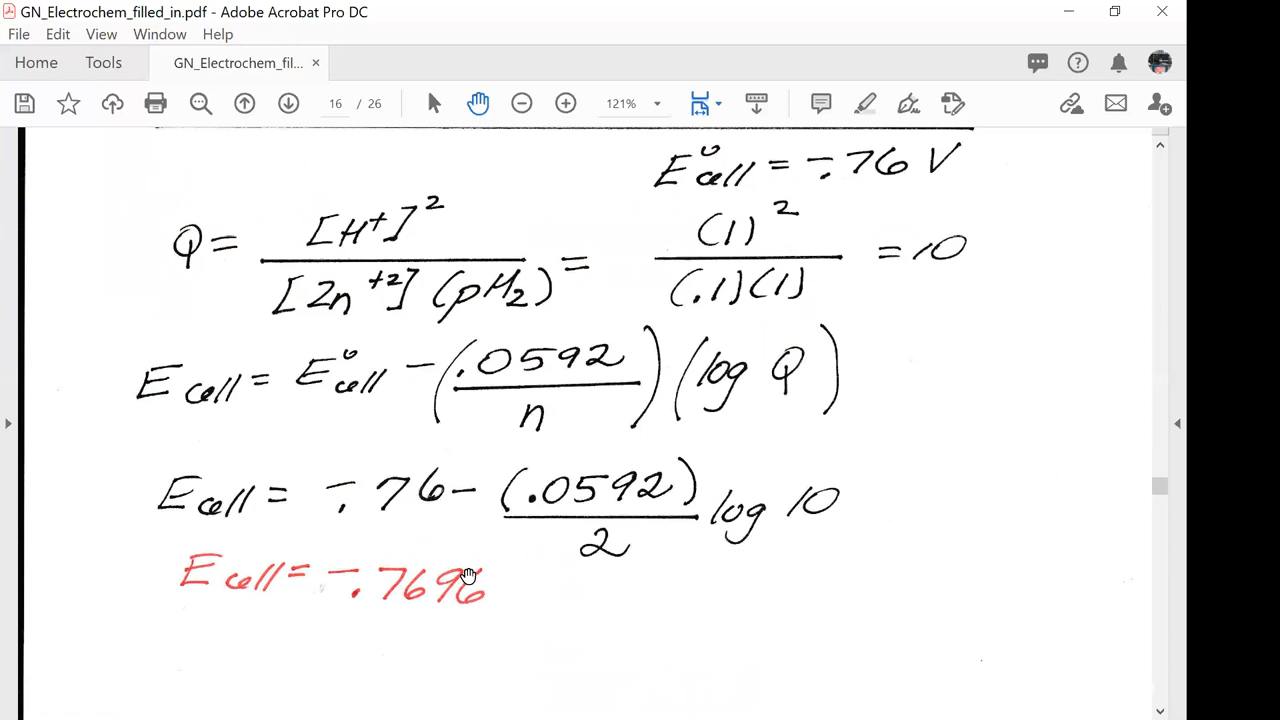 GN_Electrochem_filled_in.pdf - Adobe Acrobat Pro DC
File Edit View Window Help
Home Tools GN_Electrochem_fil... ×
16 / 26 121%
E°cell = -.76 V
Q = [H+]² / [Zn+2] (pH2) = (1)² / (.1)(1) = 10
Ecell = E°cell - (.0592 / n) (log Q)
Ecell = -.76 - (.0592) / 2 log 10
Ecell = -.7696